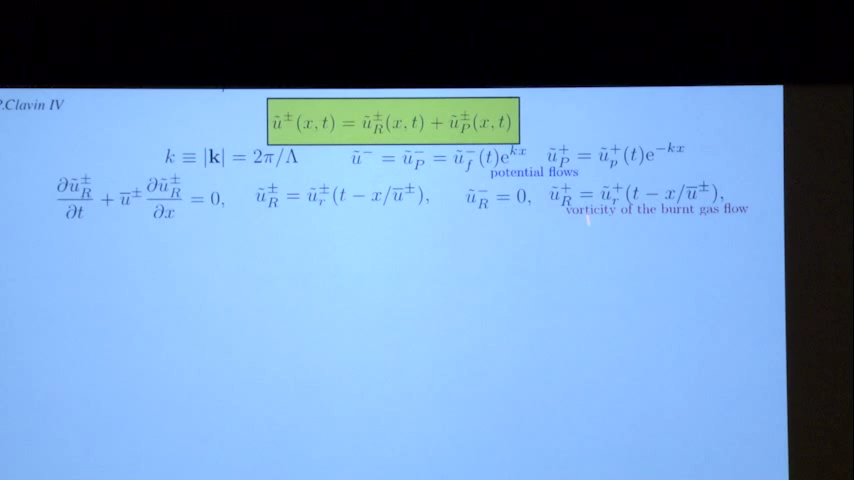 P.Clavin IV
ũ^±(x, t) = ũ_R^±(x, t) + ũ_P^±(x, t)
k ≡ |𝐤| = 2π/Λ ũ^− = ũ_P^− = ũ_f^−(t)e^{kx} ũ_P^+ = ũ_p^+(t)e^{−kx}
potential flows
∂ũ_R^±/∂t + u̅^± ∂ũ_R^±/∂x = 0, ũ_R^± = ũ_r^±(t − x/u̅^±), ũ_R^− = 0, ũ_R^+ = ũ_r^+(t − x/u̅^±),
vorticity of the burnt gas flow